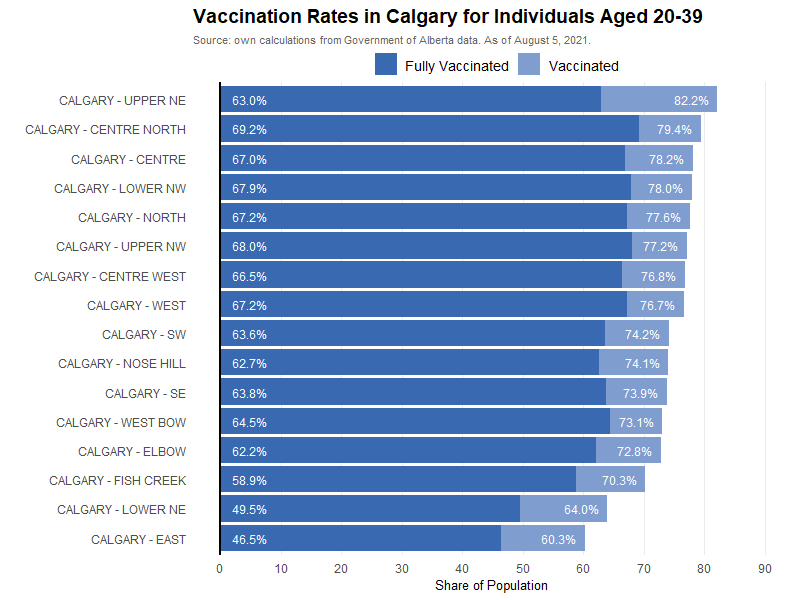 Vaccination Rates in Calgary for Individuals Aged 20-39
Source: own calculations from Government of Alberta data. As of August 5, 2021.
Fully Vaccinated Vaccinated
CALGARY - UPPER NE 63.0% 82.2%
CALGARY - CENTRE NORTH 69.2% 79.4%
CALGARY - CENTRE 67.0% 78.2%
CALGARY - LOWER NW 67.9% 78.0%
CALGARY - NORTH 67.2% 77.6%
CALGARY - UPPER NW 68.0% 77.2%
CALGARY - CENTRE WEST 66.5% 76.8%
CALGARY - WEST 67.2% 76.7%
CALGARY - SW 63.6% 74.2%
CALGARY - NOSE HILL 62.7% 74.1%
CALGARY - SE 63.8% 73.9%
CALGARY - WEST BOW 64.5% 73.1%
CALGARY - ELBOW 62.2% 72.8%
CALGARY - FISH CREEK 58.9% 70.3%
CALGARY - LOWER NE 49.5% 64.0%
CALGARY - EAST 46.5% 60.3%
0 10 20 30 40 50 60 70 80 90
Share of Population